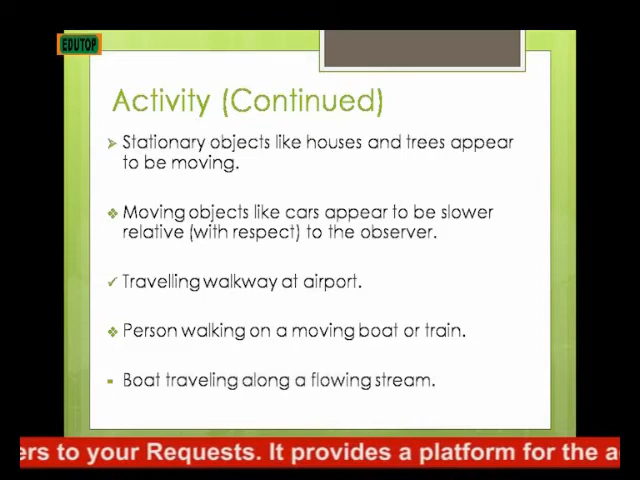 EDUTOP
Activity (Continued)
Stationary objects like houses and trees appear
to be moving.
Moving objects like cars appear to be slower
relative (with respect) to the observer.
Travelling walkway at airport.
Person walking on a moving boat or train.
Boat traveling along a flowing stream.
to your Requests. It provides a platform for the